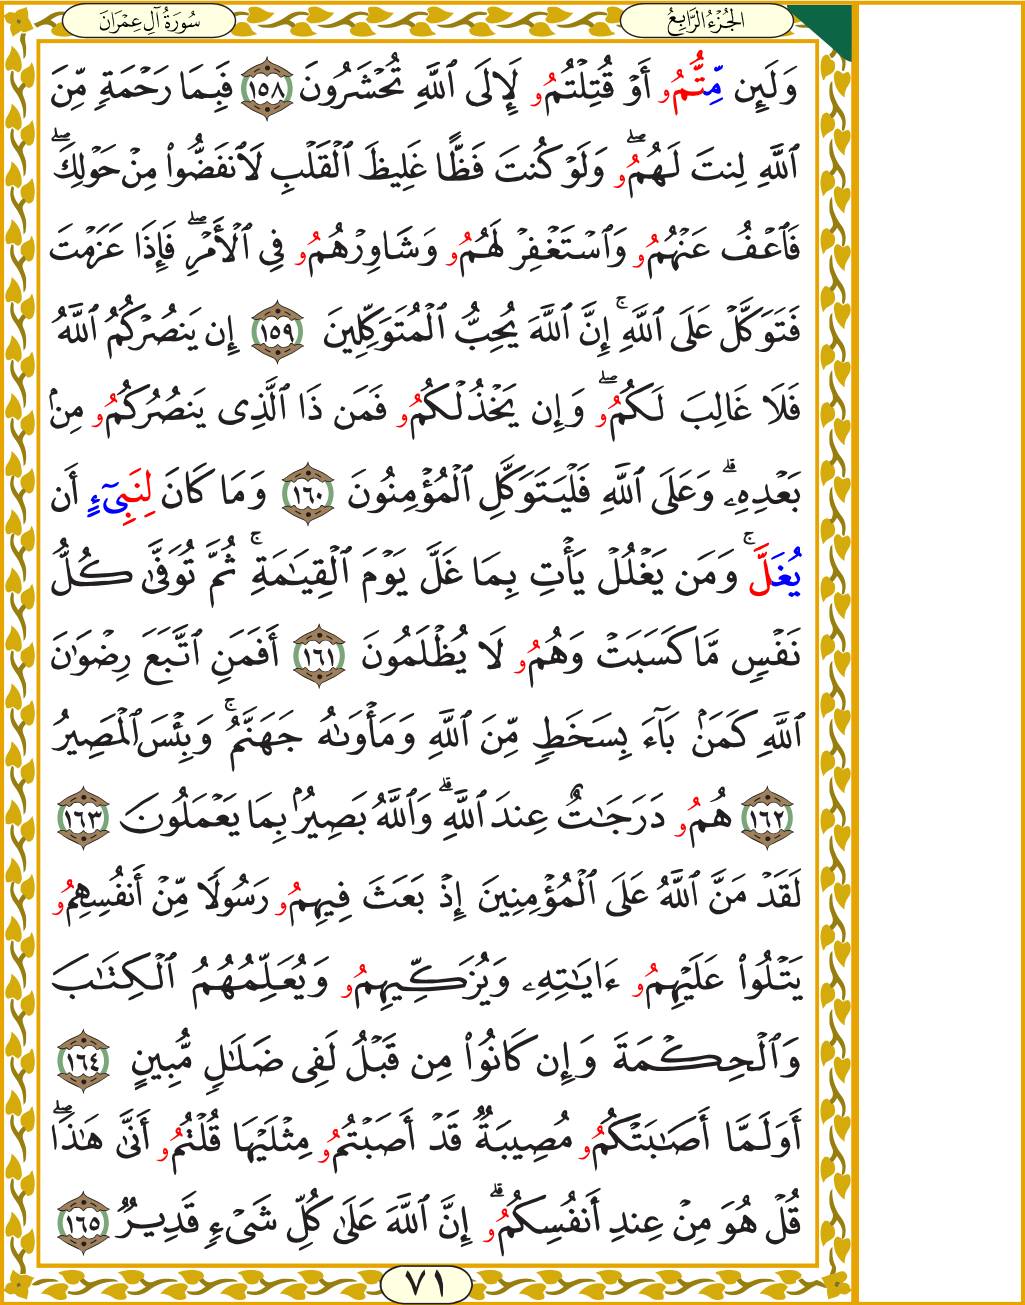 الجُزْءُ الرَّابِعُ
سُورَةُ آلِ عِمْرَانَ
وَلَئِن مِّتُّمُۥ أَوْ قُتِلْتُمُۥ لَإِلَى ٱللَّهِ تُحْشَرُونَ ١٥٨ فَبِمَا رَحْمَةٍ مِّنَ
ٱللَّهِ لِنتَ لَهُمُۥۖ وَلَوْ كُنتَ فَظًّا غَلِيظَ ٱلْقَلْبِ لَٱنفَضُّوا۟ مِنْ حَوْلِكَۖ
فَٱعْفُ عَنْهُمُۥ وَٱسْتَغْفِرْ لَهُمُۥ وَشَاوِرْهُمُۥ فِى ٱلْأَمْرِۖ فَإِذَا عَزَمْتَ
فَتَوَكَّلْ عَلَى ٱللَّهِۚ إِنَّ ٱللَّهَ يُحِبُّ ٱلْمُتَوَكِّلِينَ ١٥٩ إِن يَنصُرْكُمُ ٱللَّهُ
فَلَا غَالِبَ لَكُمُۥۖ وَإِن يَخْذُلْكُمُۥ فَمَن ذَا ٱلَّذِى يَنصُرُكُمُۥ مِنۢ
بَعْدِهِۦۗ وَعَلَى ٱللَّهِ فَلْيَتَوَكَّلِ ٱلْمُؤْمِنُونَ ١٦٠ وَمَا كَانَ لِنَبِىٍٓءٍ أَن
يُغَلَّۚ وَمَن يَغْلُلْ يَأْتِ بِمَا غَلَّ يَوْمَ ٱلْقِيَٰمَةِۚ ثُمَّ تُوَفَّىٰ كُلُّ
نَفْسٍ مَّا كَسَبَتْ وَهُمُۥ لَا يُظْلَمُونَ ١٦١ أَفَمَنِ ٱتَّبَعَ رِضْوَٰنَ
ٱللَّهِ كَمَنۢ بَآءَ بِسَخَطٍ مِّنَ ٱللَّهِ وَمَأْوَىٰهُ جَهَنَّمُۚ وَبِئْسَ ٱلْمَصِيرُ
١٦٢ هُمُۥ دَرَجَٰتٌ عِندَ ٱللَّهِۗ وَٱللَّهُ بَصِيرُۢ بِمَا يَعْمَلُونَ ١٦٣
لَقَدْ مَنَّ ٱللَّهُ عَلَى ٱلْمُؤْمِنِينَ إِذْ بَعَثَ فِيهِمُۥ رَسُولًا مِّنْ أَنفُسِهِمُۥ
يَتْلُوا۟ عَلَيْهِمُۥ ءَايَٰتِهِۦ وَيُزَكِّيهِمُۥ وَيُعَلِّمُهُمُ ٱلْكِتَٰبَ
وَٱلْحِكْمَةَ وَإِن كَانُوا۟ مِن قَبْلُ لَفِى ضَلَٰلٍ مُّبِينٍ ١٦٤
أَوَلَمَّا أَصَٰبَتْكُمُۥ مُصِيبَةٌ قَدْ أَصَبْتُمُۥ مِثْلَيْهَا قُلْتُمُۥ أَنَّىٰ هَٰذَاۖ
قُلْ هُوَ مِنْ عِندِ أَنفُسِكُمُۥۗ إِنَّ ٱللَّهَ عَلَىٰ كُلِّ شَىْءٍ قَدِيرٌ ١٦٥
٧١